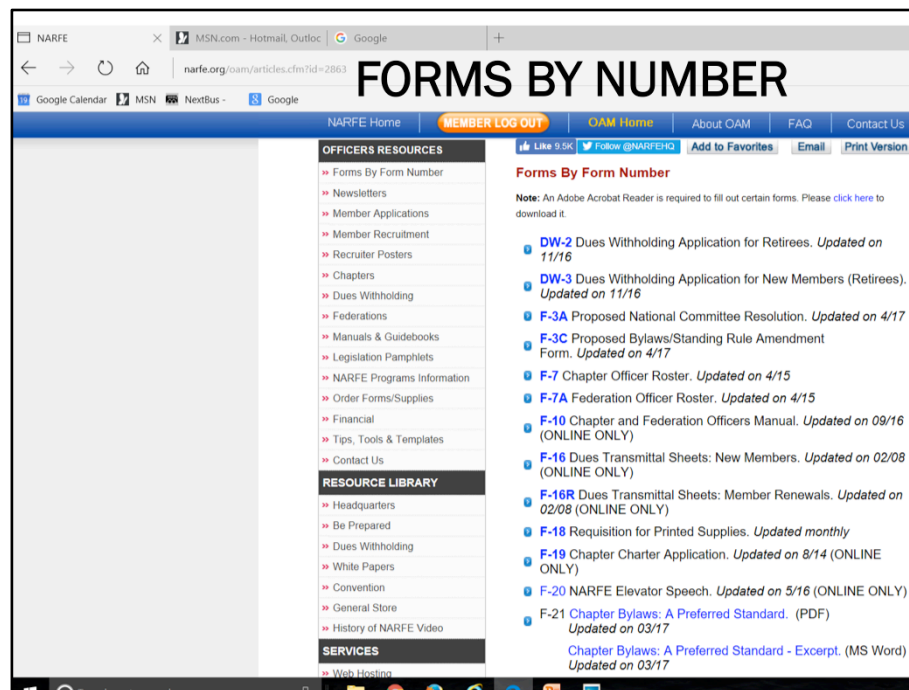 NARFE
MSN.com - Hotmail, Outloc
Google
narfe.org/oam/articles.cfm?id=2863
FORMS BY NUMBER
19 Google Calendar MSN NextBus - 8 Google
NARFE Home
MEMBER LOG OUT
OAM Home
About OAM
FAQ
Contact Us
OFFICERS RESOURCES
» Forms By Form Number
» Newsletters
» Member Applications
» Member Recruitment
» Recruiter Posters
» Chapters
» Dues Withholding
» Federations
» Manuals & Guidebooks
» Legislation Pamphlets
» NARFE Programs Information
» Order Forms/Supplies
» Financial
» Tips, Tools & Templates
» Contact Us
RESOURCE LIBRARY
» Headquarters
» Be Prepared
» Dues Withholding
» White Papers
» Convention
» General Store
» History of NARFE Video
SERVICES
» Web Hosting
Like 9.5K
Follow @NARFEHQ
Add to Favorites
Email
Print Version
Forms By Form Number
Note: An Adobe Acrobat Reader is required to fill out certain forms. Please click here to
download it.
DW-2 Dues Withholding Application for Retirees. Updated on
11/16
DW-3 Dues Withholding Application for New Members (Retirees).
Updated on 11/16
F-3A Proposed National Committee Resolution. Updated on 4/17
F-3C Proposed Bylaws/Standing Rule Amendment
Form. Updated on 4/17
F-7 Chapter Officer Roster. Updated on 4/15
F-7A Federation Officer Roster. Updated on 4/15
F-10 Chapter and Federation Officers Manual. Updated on 09/16
(ONLINE ONLY)
F-16 Dues Transmittal Sheets: New Members. Updated on 02/08
(ONLINE ONLY)
F-16R Dues Transmittal Sheets: Member Renewals. Updated on
02/08 (ONLINE ONLY)
F-18 Requisition for Printed Supplies. Updated monthly
F-19 Chapter Charter Application. Updated on 8/14 (ONLINE
ONLY)
F-20 NARFE Elevator Speech. Updated on 5/16 (ONLINE ONLY)
F-21 Chapter Bylaws: A Preferred Standard. (PDF)
Updated on 03/17
Chapter Bylaws: A Preferred Standard - Excerpt. (MS Word)
Updated on 03/17